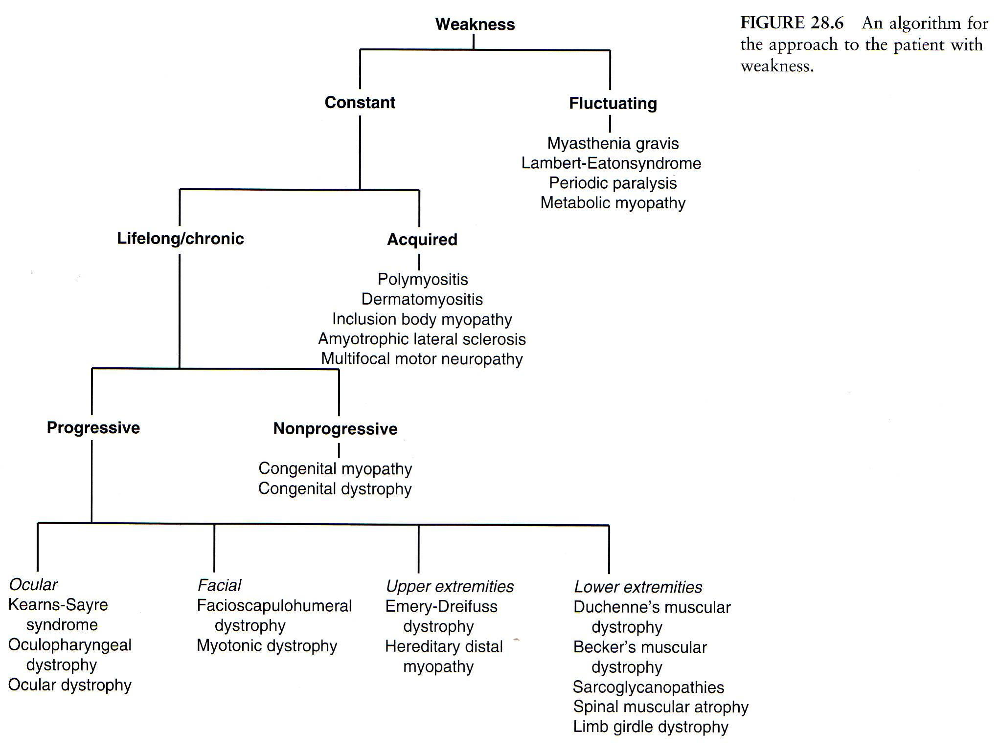 Weakness
FIGURE 28.6 An algorithm for
the approach to the patient with
weakness.
Constant
Fluctuating
Myasthenia gravis
Lambert-Eatonsyndrome
Periodic paralysis
Metabolic myopathy
Lifelong/chronic
Acquired
Polymyositis
Dermatomyositis
Inclusion body myopathy
Amyotrophic lateral sclerosis
Multifocal motor neuropathy
Progressive
Nonprogressive
Congenital myopathy
Congenital dystrophy
Ocular
Kearns-Sayre
syndrome
Oculopharyngeal
dystrophy
Ocular dystrophy
Facial
Facioscapulohumeral
dystrophy
Myotonic dystrophy
Upper extremities
Emery-Dreifuss
dystrophy
Hereditary distal
myopathy
Lower extremities
Duchenne's muscular
dystrophy
Becker's muscular
dystrophy
Sarcoglycanopathies
Spinal muscular atrophy
Limb girdle dystrophy